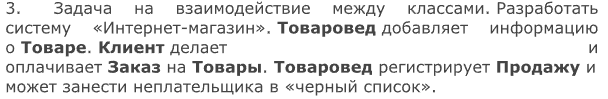 3. Задача на взаимодействие между классами. Разработать
систему «Интернет-магазин». Товаровед добавляет информацию
о Товаре. Клиент делает и
оплачивает Заказ на Товары. Товаровед регистрирует Продажу и
может занести неплательщика в «черный список».